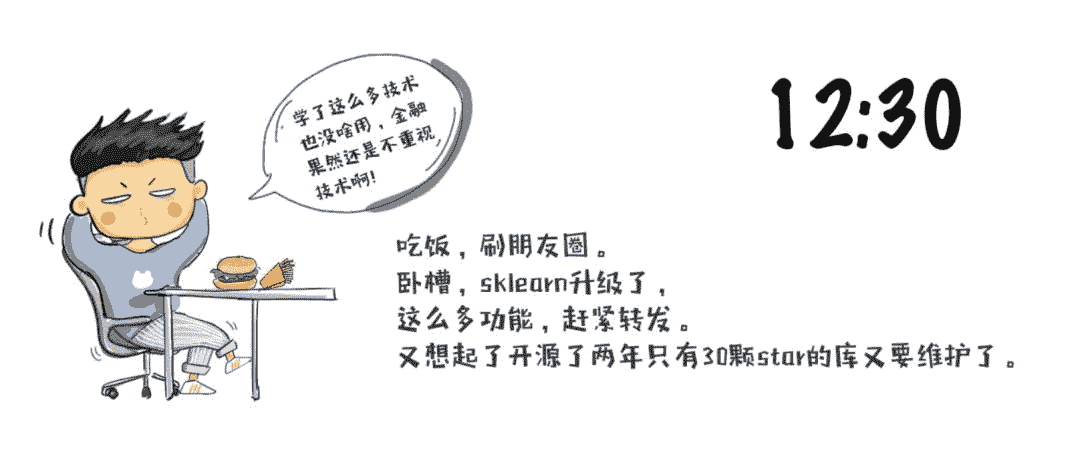 学了这么多技术
也没啥用，金融
果然还是不重视
技术啊！
12:30
吃饭，刷朋友圈。
卧槽，sklearn升级了，
这么多功能，赶紧转发。
又想起了开源了两年只有30颗star的库又要维护了。